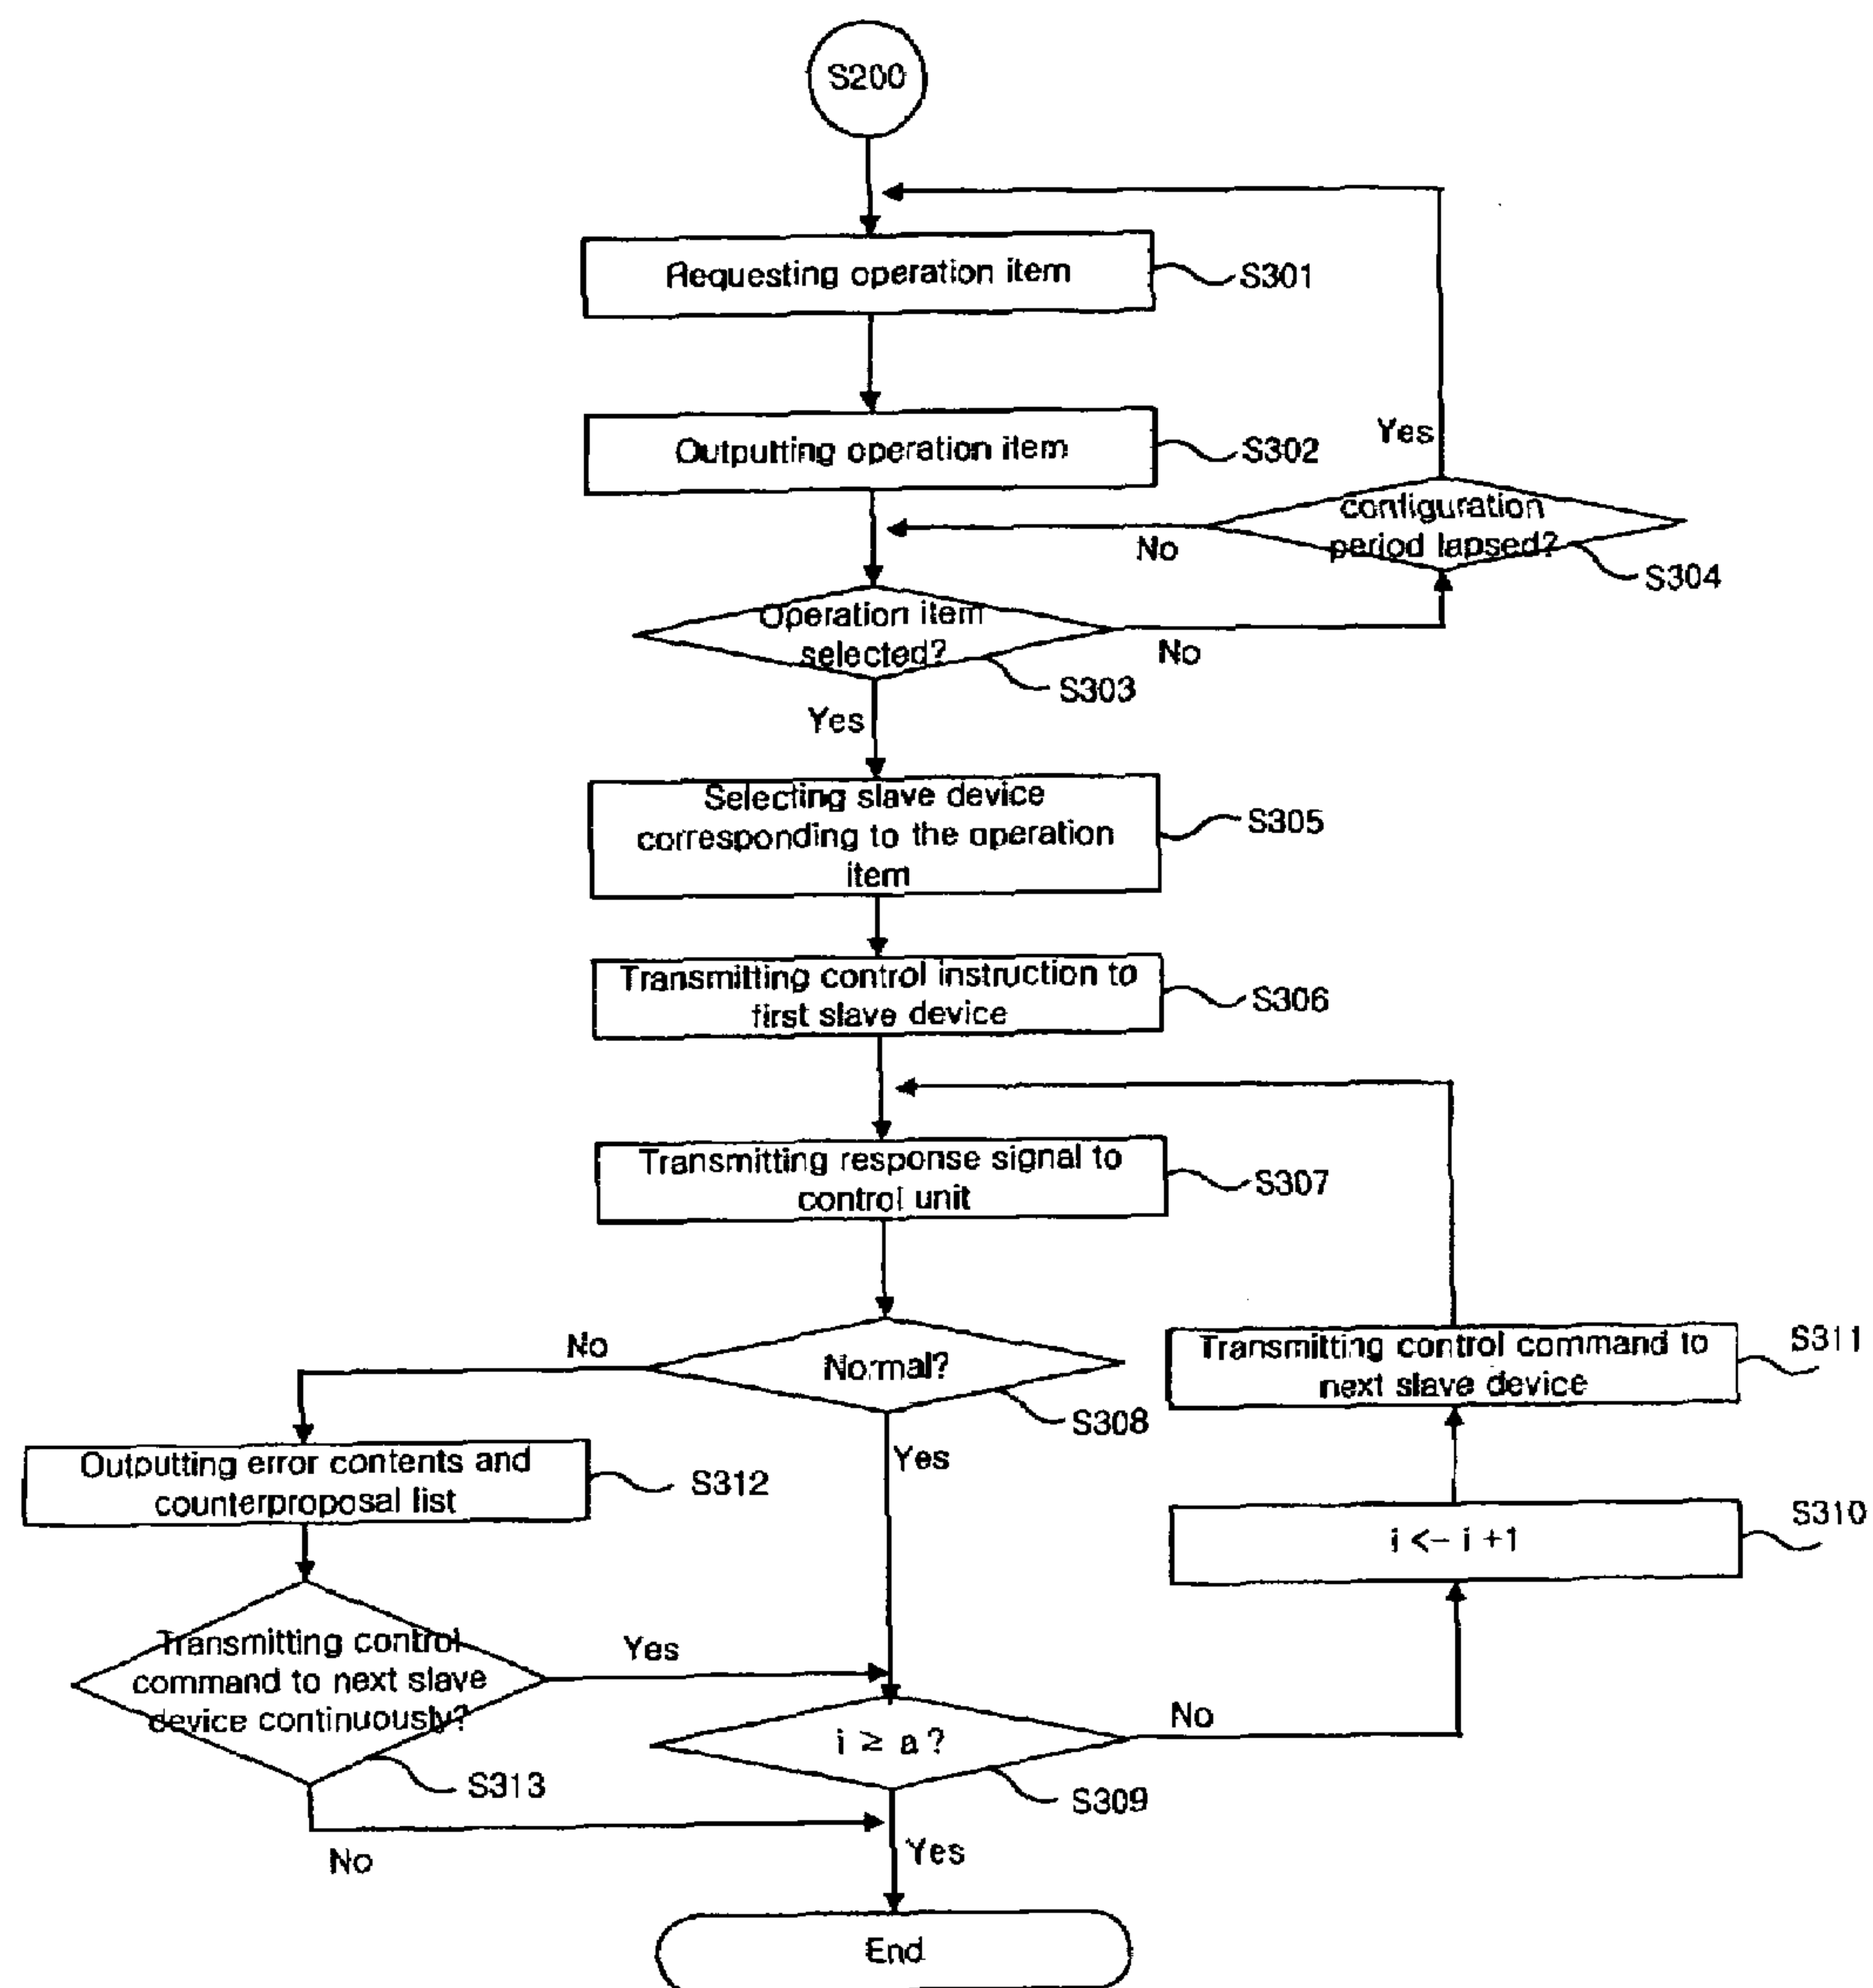 S200
Requesting operation item
S301
Outputting operation item
S302
Yes
configuration
period lapsed?
No
S304
Operation item
selected?
No
S303
Yes
Selecting slave device
corresponding to the operation
item
S305
Transmitting control instruction to
first slave device
S306
Transmitting response signal to
control unit
S307
No
Normal?
S308
Yes
Transmitting control command to
next slave device
S311
Outputting error contents and
counterproposal list
S312
i <- i +1
S310
Transmitting control
command to next slave
device continuously?
Yes
S313
No
i ≥ a ?
No
S309
Yes
End